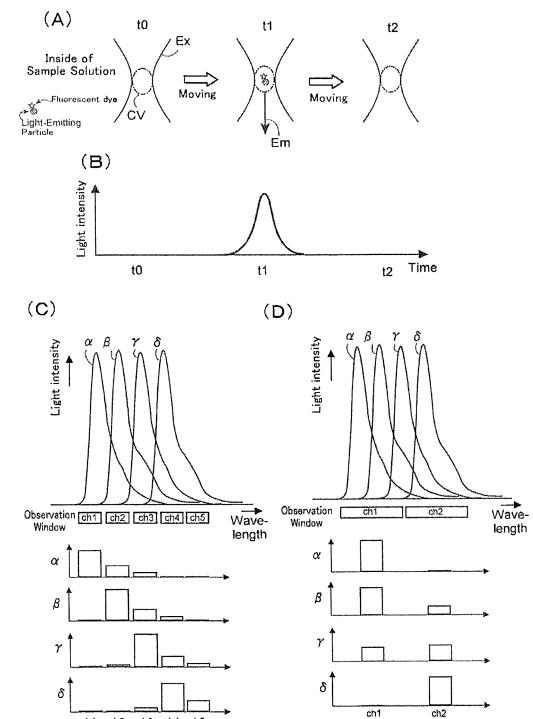 (A)
t0
t1
t2
Ex
Inside of
Sample Solution
Moving
Moving
Fluorescent dye
Light-Emitting
Particle
CV
Em
(B)
Light intensity
t0
t1
t2
Time
(C)
α β γ δ
Light intensity
Observation
Window
ch1 ch2 ch3 ch4 ch5
Wave-
length
α
β
γ
δ
(D)
α β γ δ
Light intensity
Observation
Window
ch1 ch2
Wave-
length
α
β
γ
δ
ch1 ch2